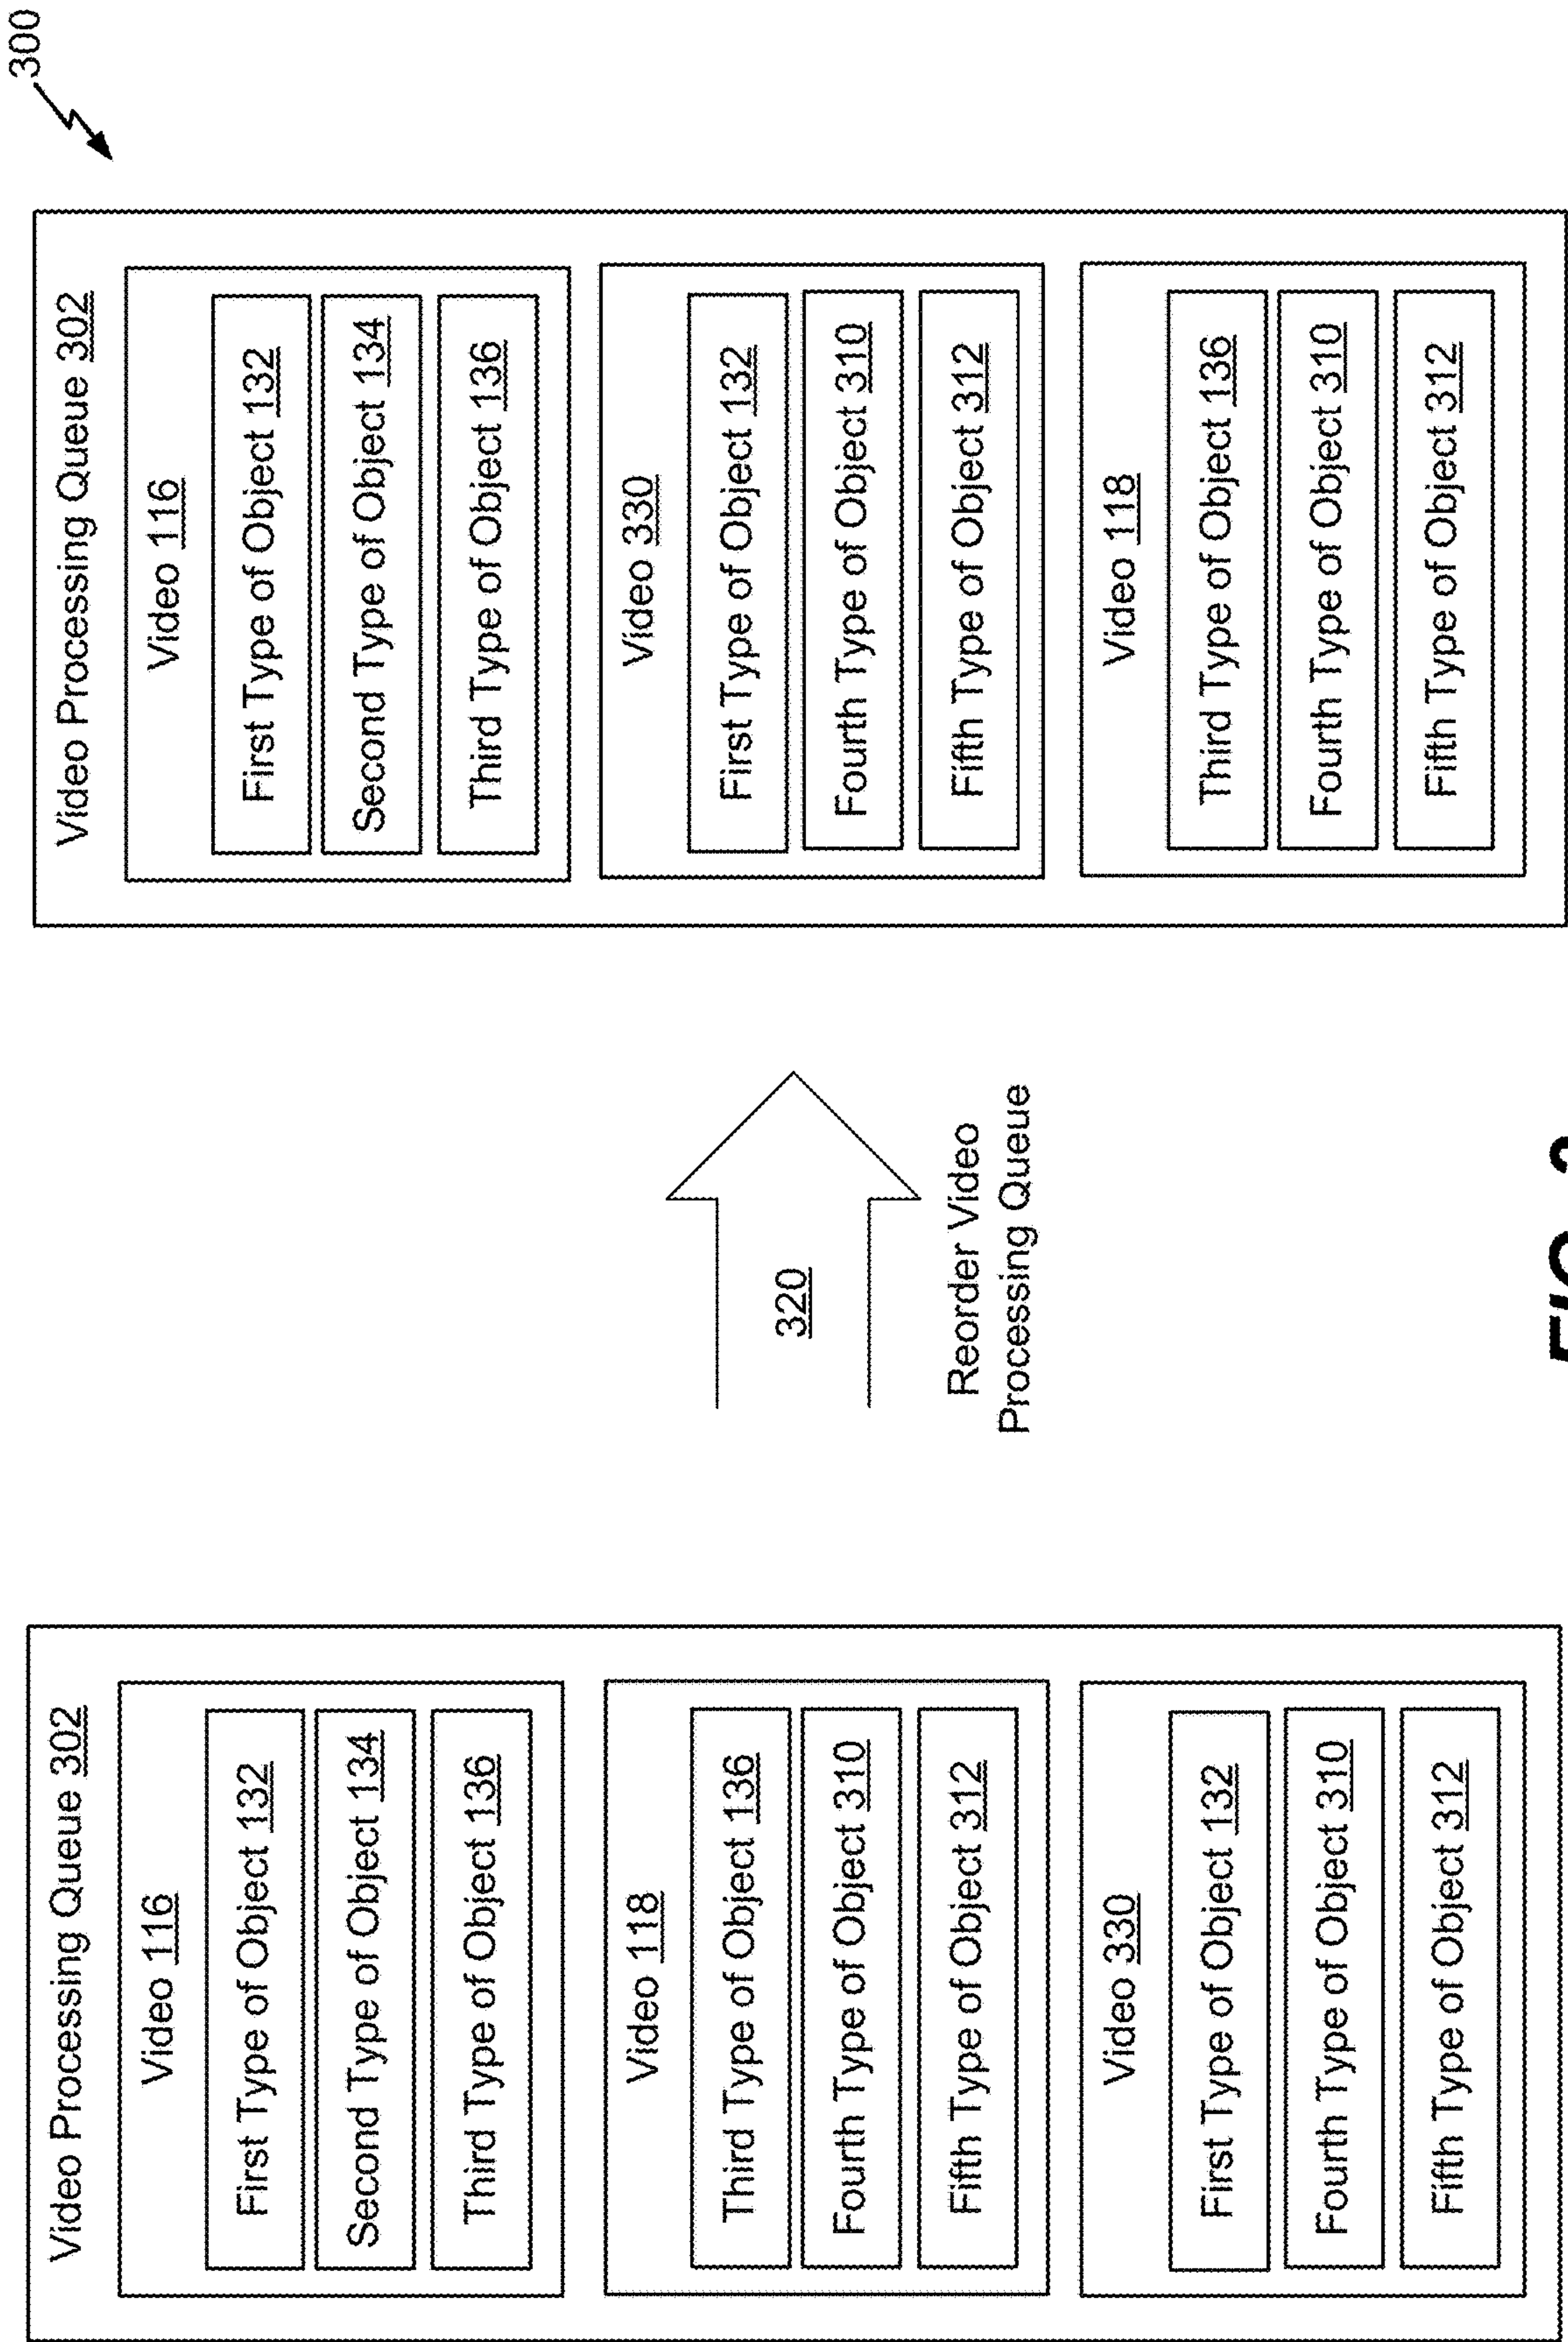 300
Video Processing Queue 302
Video 116
First Type of Object 132
Second Type of Object 134
Third Type of Object 136
Video 118
Third Type of Object 136
Fourth Type of Object 310
Fifth Type of Object 312
Video 330
First Type of Object 132
Fourth Type of Object 310
Fifth Type of Object 312
320
Reorder Video
Processing Queue
Video Processing Queue 302
Video 116
First Type of Object 132
Second Type of Object 134
Third Type of Object 136
Video 330
First Type of Object 132
Fourth Type of Object 310
Fifth Type of Object 312
Video 118
Third Type of Object 136
Fourth Type of Object 310
Fifth Type of Object 312
FIG.